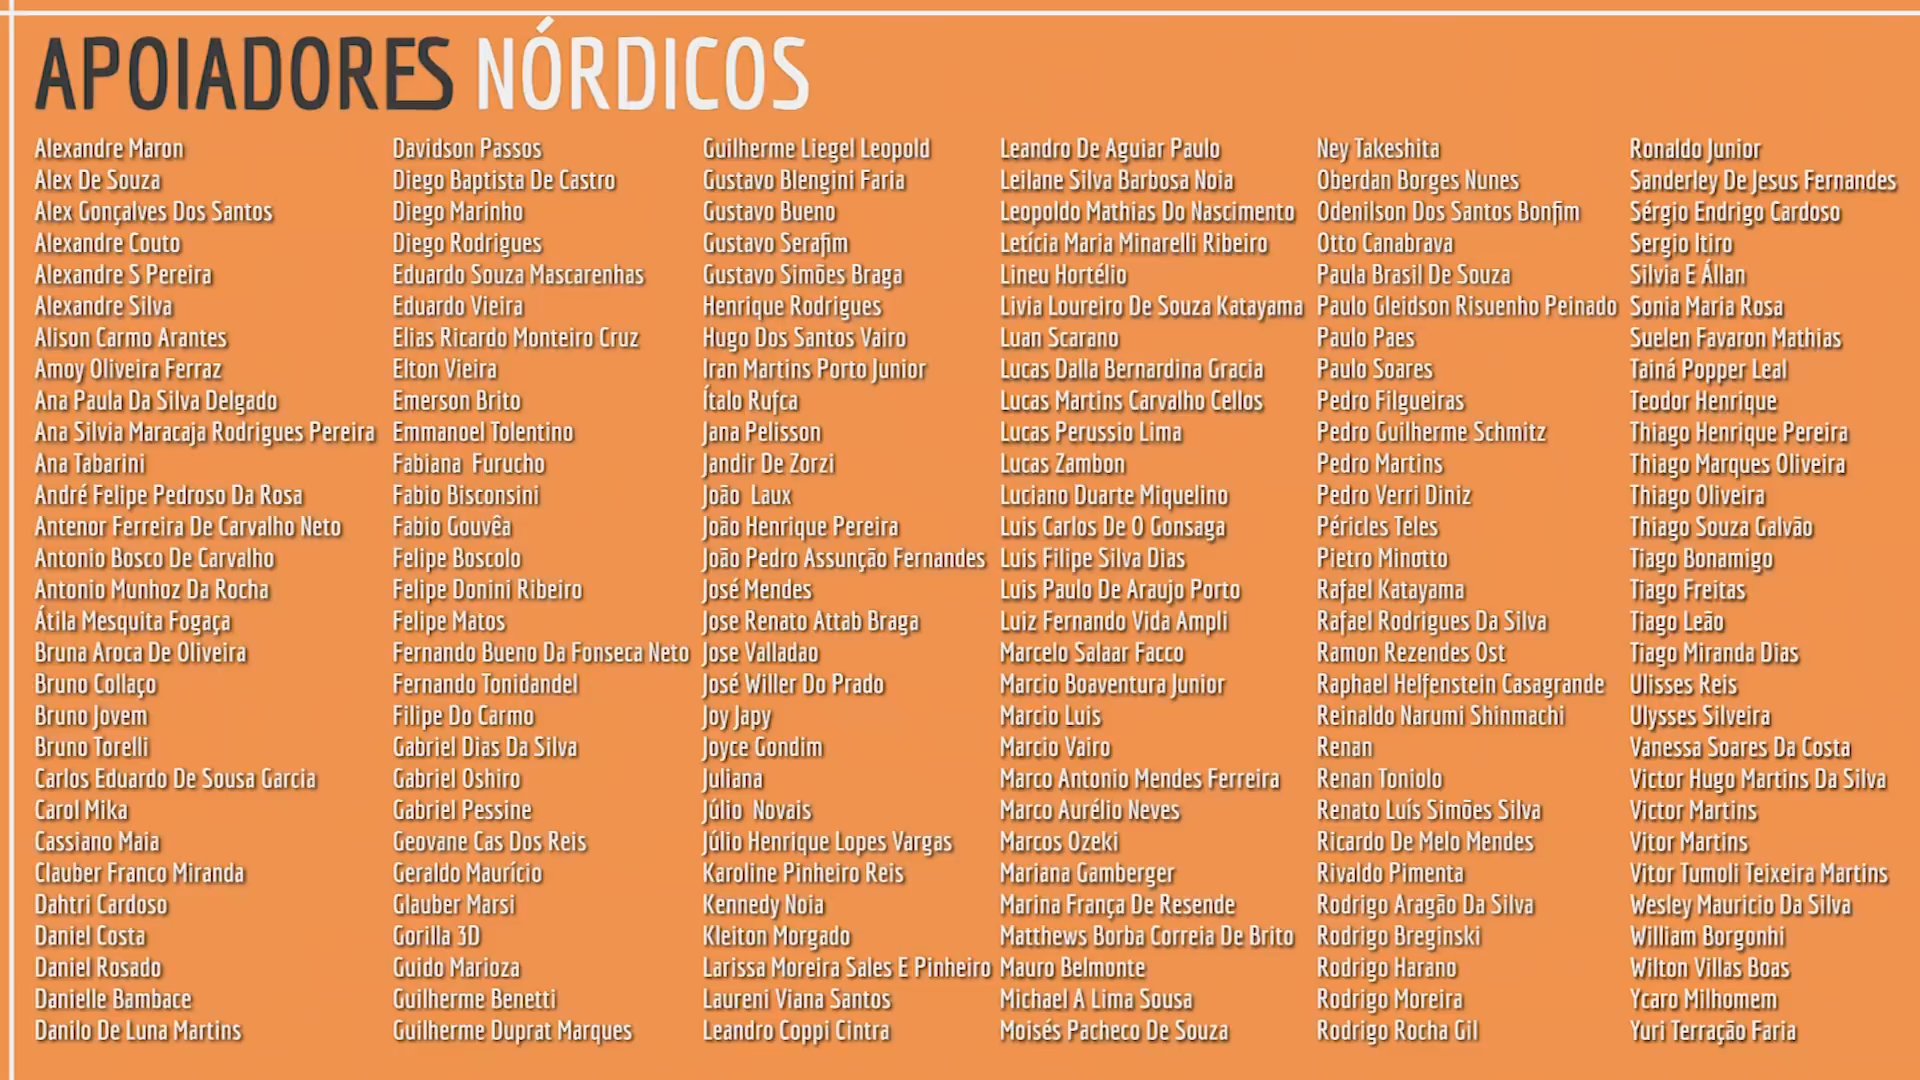 APOIADORES NÓRDICOS
Alexandre Maron
Alex De Souza
Alex Gonçalves Dos Santos
Alexandre Couto
Alexandre S Pereira
Alexandre Silva
Alison Carmo Arantes
Amoy Oliveira Ferraz
Ana Paula Da Silva Delgado
Ana Silvia Maracaja Rodrigues Pereira
Ana Tabarini
André Felipe Pedroso Da Rosa
Antenor Ferreira De Carvalho Neto
Antonio Bosco De Carvalho
Antonio Munhoz Da Rocha
Átila Mesquita Fogaça
Bruna Aroca De Oliveira
Bruno Collaço
Bruno Jovem
Bruno Torelli
Carlos Eduardo De Sousa Garcia
Carol Mika
Cassiano Maia
Clauber Franco Miranda
Dahtri Cardoso
Daniel Costa
Daniel Rosado
Danielle Bambace
Danilo De Luna Martins
Davidson Passos
Diego Baptista De Castro
Diego Marinho
Diego Rodrigues
Eduardo Souza Mascarenhas
Eduardo Vieira
Elias Ricardo Monteiro Cruz
Elton Vieira
Emerson Brito
Emmanoel Tolentino
Fabiana  Furucho
Fabio Bisconsini
Fabio Gouvêa
Felipe Boscolo
Felipe Donini Ribeiro
Felipe Matos
Fernando Bueno Da Fonseca Neto
Fernando Tonidandel
Filipe Do Carmo
Gabriel Dias Da Silva
Gabriel Oshiro
Gabriel Pessine
Geovane Cas Dos Reis
Geraldo Maurício
Glauber Marsi
Gorilla 3D
Guido Marioza
Guilherme Benetti
Guilherme Duprat Marques
Guilherme Liegel Leopold
Gustavo Blengini Faria
Gustavo Bueno
Gustavo Serafim
Gustavo Simões Braga
Henrique Rodrigues
Hugo Dos Santos Vairo
Iran Martins Porto Junior
Ítalo Rufca
Jana Pelisson
Jandir De Zorzi
João  Laux
João Henrique Pereira
João Pedro Assunção Fernandes
José Mendes
Jose Renato Attab Braga
Jose Valladao
José Willer Do Prado
Joy Japy
Joyce Gondim
Juliana
Júlio  Novais
Júlio Henrique Lopes Vargas
Karoline Pinheiro Reis
Kennedy Noia
Kleiton Morgado
Larissa Moreira Sales E Pinheiro
Laureni Viana Santos
Leandro Coppi Cintra
Leandro De Aguiar Paulo
Leilane Silva Barbosa Noia
Leopoldo Mathias Do Nascimento
Letícia Maria Minarelli Ribeiro
Lineu Hortélio
Livia Loureiro De Souza Katayama
Luan Scarano
Lucas Dalla Bernardina Gracia
Lucas Martins Carvalho Cellos
Lucas Perussio Lima
Lucas Zambon
Luciano Duarte Miquelino
Luis Carlos De O Gonsaga
Luis Filipe Silva Dias
Luis Paulo De Araujo Porto
Luiz Fernando Vida Ampli
Marcelo Salaar Facco
Marcio Boaventura Junior
Marcio Luis
Marcio Vairo
Marco Antonio Mendes Ferreira
Marco Aurélio Neves
Marcos Ozeki
Mariana Gamberger
Marina França De Resende
Matthews Borba Correia De Brito
Mauro Belmonte
Michael A Lima Sousa
Moisés Pacheco De Souza
Ney Takeshita
Oberdan Borges Nunes
Odenilson Dos Santos Bonfim
Otto Canabrava
Paula Brasil De Souza
Paulo Gleidson Risuenho Peinado
Paulo Paes
Paulo Soares
Pedro Filgueiras
Pedro Guilherme Schmitz
Pedro Martins
Pedro Verri Diniz
Péricles Teles
Pietro Minotto
Rafael Katayama
Rafael Rodrigues Da Silva
Ramon Rezendes Ost
Raphael Helfenstein Casagrande
Reinaldo Narumi Shinmachi
Renan
Renan Toniolo
Renato Luís Simões Silva
Ricardo De Melo Mendes
Rivaldo Pimenta
Rodrigo Aragão Da Silva
Rodrigo Breginski
Rodrigo Harano
Rodrigo Moreira
Rodrigo Rocha Gil
Ronaldo Junior
Sanderley De Jesus Fernandes
Sérgio Endrigo Cardoso
Sergio Itiro
Silvia E Állan
Sonia Maria Rosa
Suelen Favaron Mathias
Tainá Popper Leal
Teodor Henrique
Thiago Henrique Pereira
Thiago Marques Oliveira
Thiago Oliveira
Thiago Souza Galvão
Tiago Bonamigo
Tiago Freitas
Tiago Leão
Tiago Miranda Dias
Ulisses Reis
Ulysses Silveira
Vanessa Soares Da Costa
Victor Hugo Martins Da Silva
Victor Martins
Vitor Martins
Vitor Tumoli Teixeira Martins
Wesley Mauricio Da Silva
William Borgonhi
Wilton Villas Boas
Ycaro Milhomem
Yuri Terração Faria